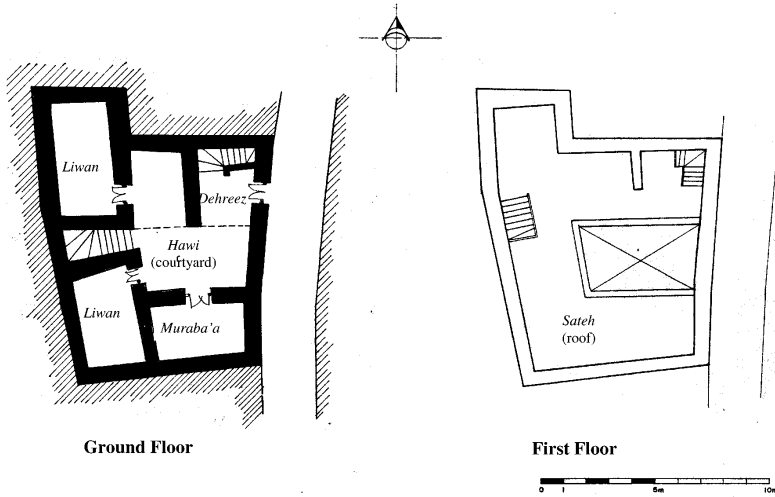 Liwan
Dehreez
Hawi
(courtyard)
Liwan
Muraba'a
Ground Floor
Sateh
(roof)
First Floor
0 1 5m 10m